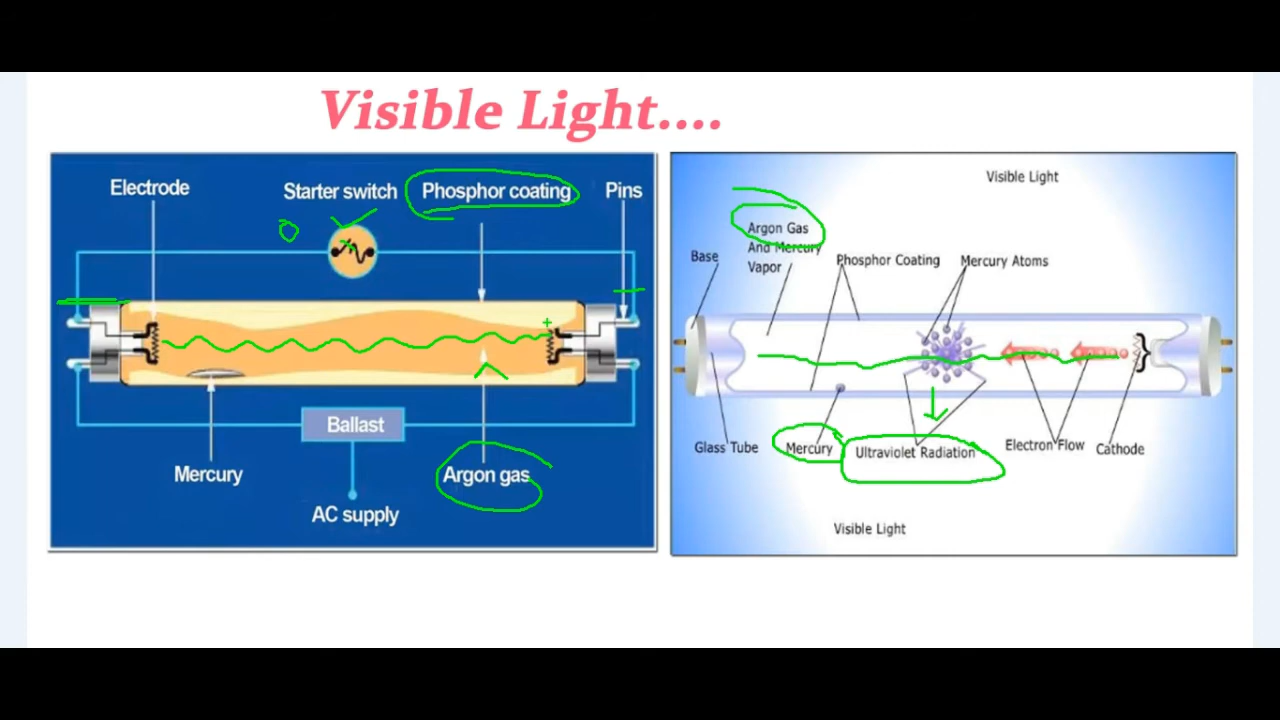 Visible Light....
Electrode
Starter switch
Phosphor coating
Pins
Ballast
Mercury
Argon gas
AC supply
Visible Light
Argon Gas
And Mercury
Vapor
Base
Phosphor Coating
Mercury Atoms
Glass Tube
Mercury
Ultraviolet Radiation
Electron Flow
Cathode
Visible Light